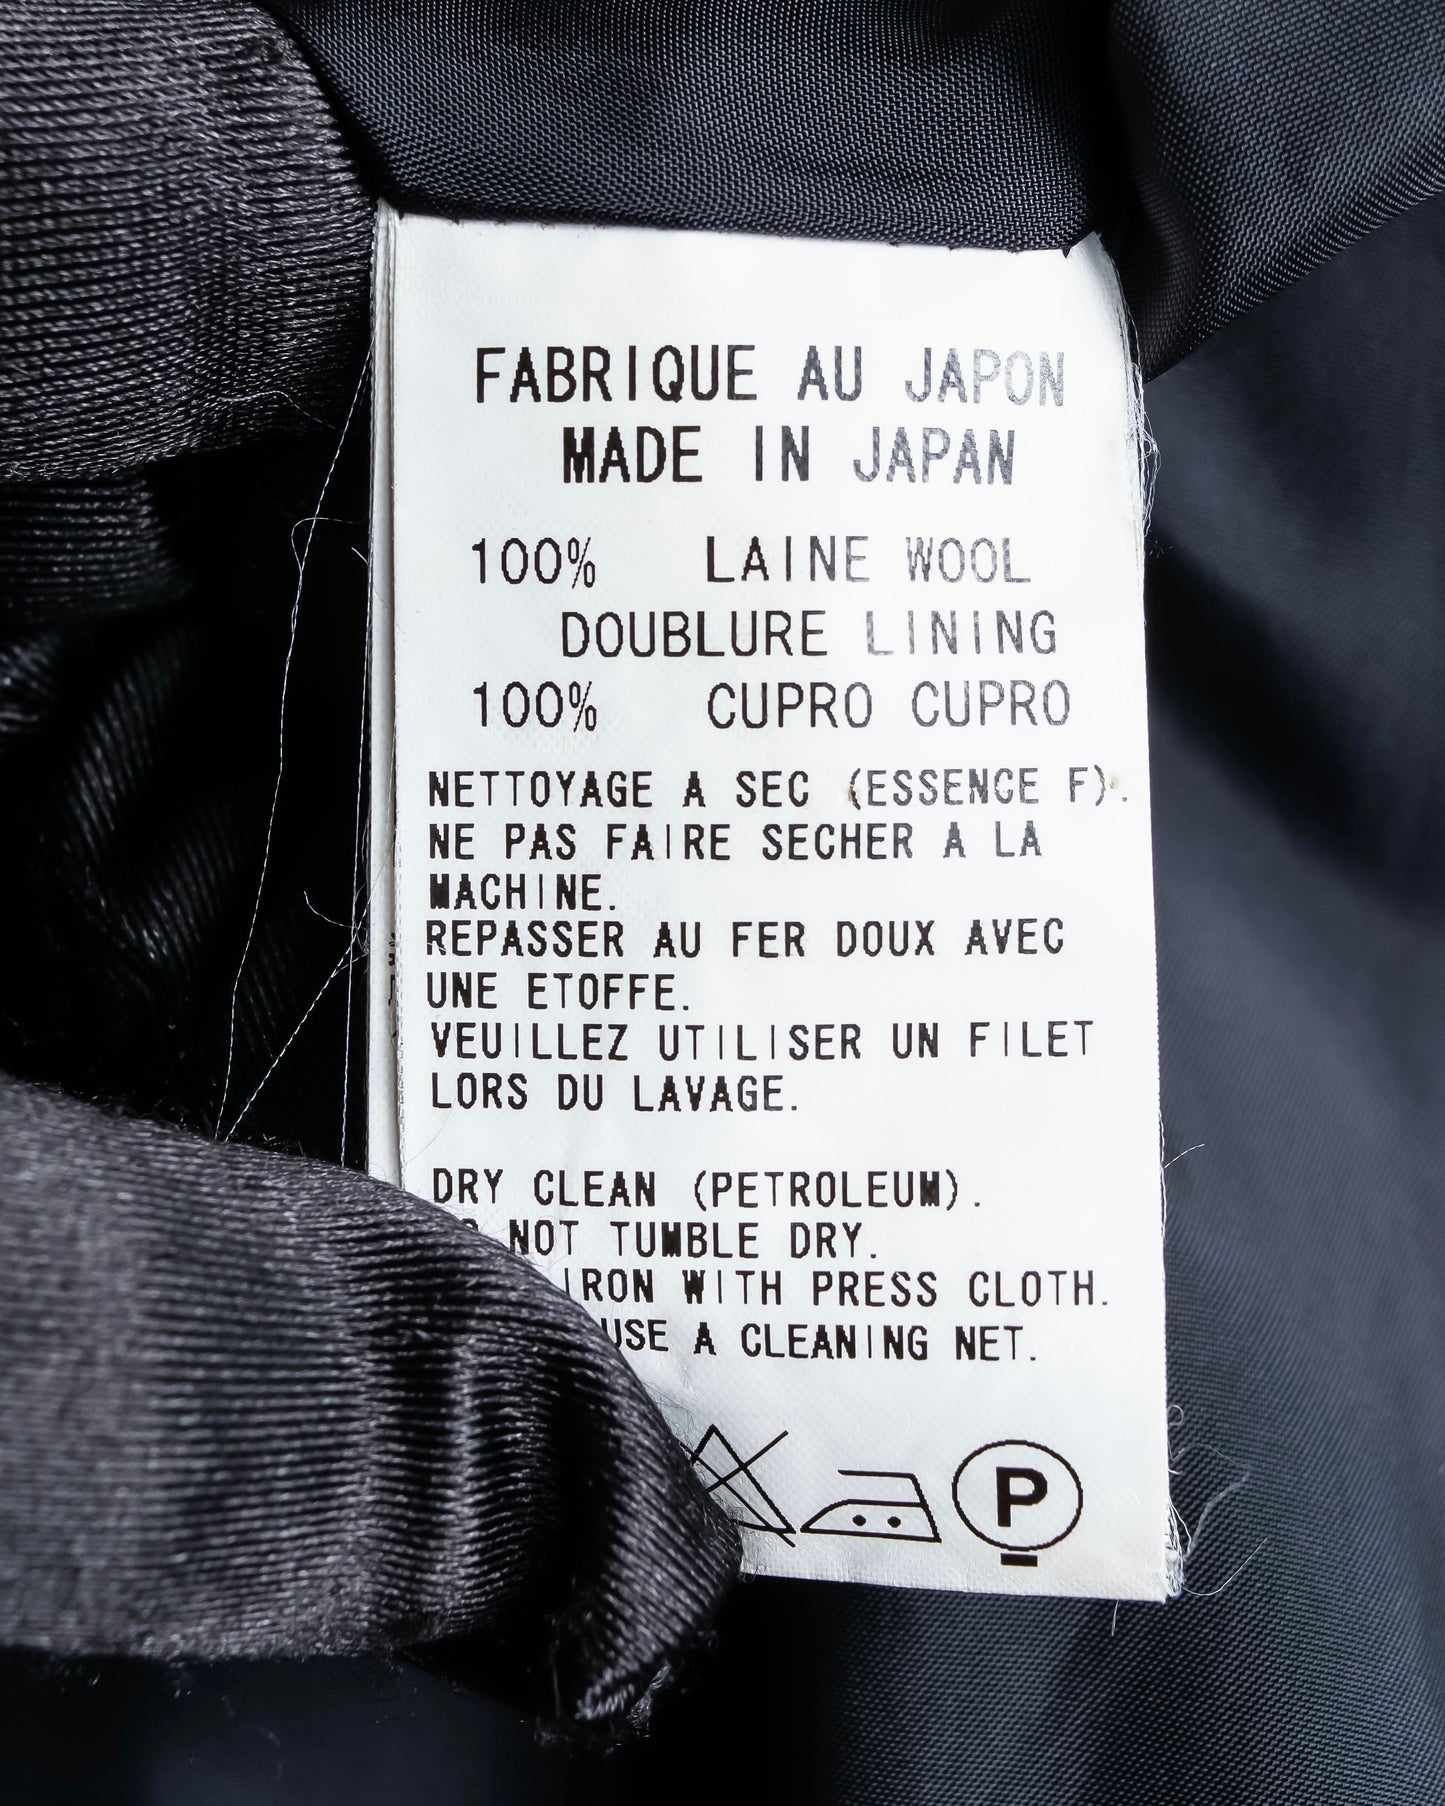 FABRIQUE AU JAPON
MADE IN JAPAN
100% LAINE WOOL
DOUBLURE LINING
100% CUPRO CUPRO
NETTOYAGE A SEC (ESSENCE F).
NE PAS FAIRE SECHER A LA
MACHINE.
REPASSER AU FER DOUX AVEC
UNE ETOFFE.
VEUILLEZ UTILISER UN FILET
LORS DU LAVAGE.
DRY CLEAN (PETROLEUM).
NOT TUMBLE DRY.
IRON WITH PRESS CLOTH.
USE A CLEANING NET.
P